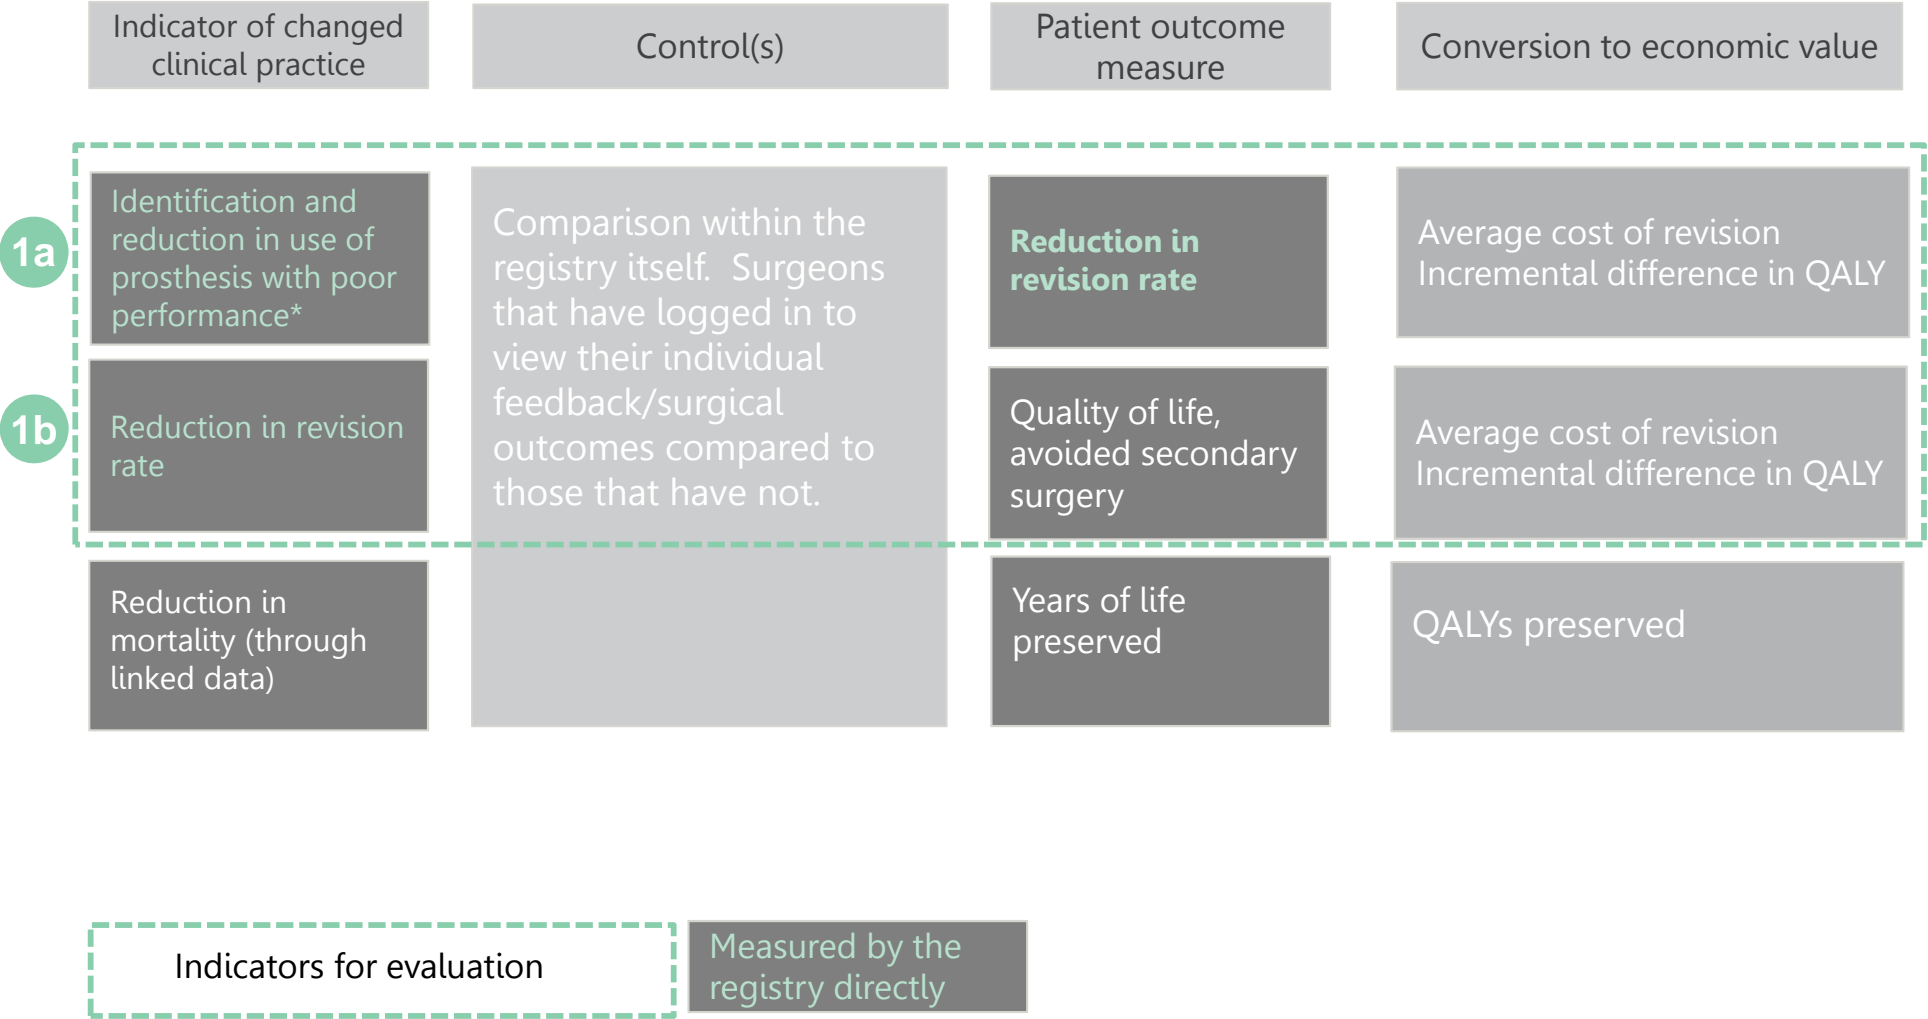 Indicator of changed
clinical practice
Control(s)
Patient outcome
measure
Conversion to economic value
1a
Identification and
reduction in use of
prosthesis with poor
performance*
Comparison within the
registry itself.  Surgeons
that have logged in to
view their individual
feedback/surgical
outcomes compared to
those that have not.
Reduction in
revision rate
Average cost of revision
Incremental difference in QALY
1b
Reduction in revision
rate
Quality of life,
avoided secondary
surgery
Average cost of revision
Incremental difference in QALY
Reduction in
mortality (through
linked data)
Years of life
preserved
QALYs preserved
Indicators for evaluation
Measured by the
registry directly